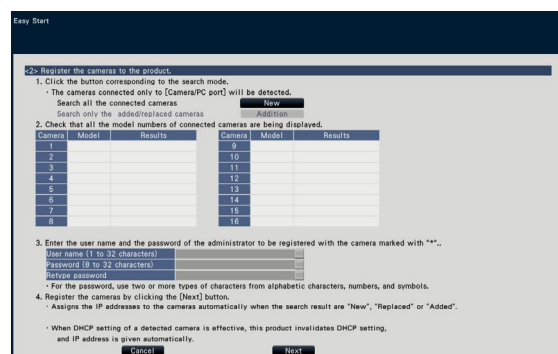 Easy Start
<2> Register the cameras to the product.
1. Click the button corresponding to the search mode.
· The cameras connected only to [Camera/PC port] will be detected.
Search all the connected cameras New
Search only the added/replaced cameras Addition
2. Check that all the model numbers of connected cameras are being displayed.
Camera Model Results Camera Model Results
1 9
2 10
3 11
4 12
5 13
6 14
7 15
8 16
3. Enter the user name and the password of the administrator to be registered with the camera marked with "*"..
User name (1 to 32 characters)
Password (8 to 32 characters)
Retype password
· For the password, use two or more types of characters from alphabetic characters, numbers, and symbols.
4. Register the cameras by clicking the [Next] button.
· Assigns the IP addresses to the cameras automatically when the search result are "New", "Replaced" or "Added".
· When DHCP setting of a detected camera is effective, this product invalidates DHCP setting,
and IP address is given automatically.
Cancel Next